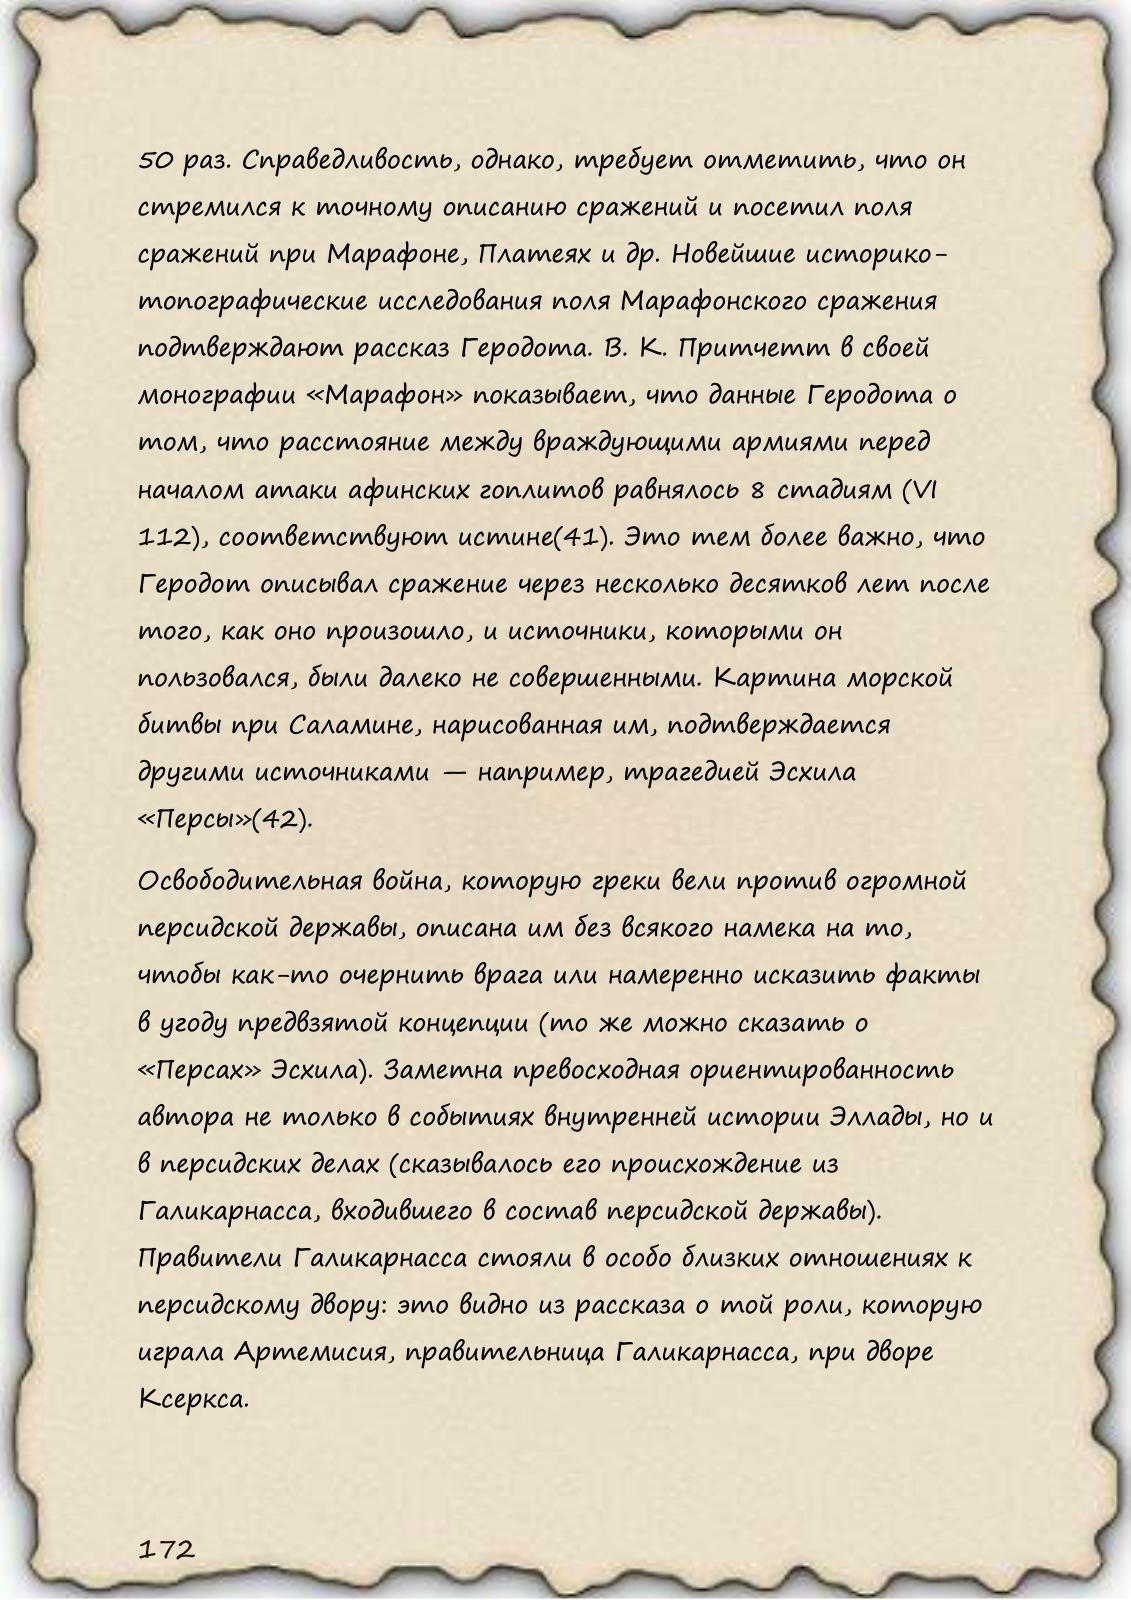 50 раз. Справедливость, однако, требует отметить, что он
стремился к точному описанию сражений и посетил поля
сражений при Марафоне, Платеях и др. Новейшие историко-
топографические исследования поля Марафонского сражения
подтверждают рассказ Геродота. В. К. Притчетт в своей
монографии «Марафон» показывает, что данные Геродота о
том, что расстояние между враждующими армиями перед
началом атаки афинских гоплитов равнялось 8 стадиям (VI
112), соответствуют истине(41). Это тем более важно, что
Геродот описывал сражение через несколько десятков лет после
того, как оно произошло, и источники, которыми он
пользовался, были далеко не совершенными. Картина морской
битвы при Саламине, нарисованная им, подтверждается
другими источниками — например, трагедией Эсхила
«Персы»(42).
Освободительная война, которую греки вели против огромной
персидской державы, описана им без всякого намека на то,
чтобы как-то очернить врага или намеренно исказить факты
в угоду предвзятой концепции (то же можно сказать о
«Персах» Эсхила). Заметна превосходная ориентированность
автора не только в событиях внутренней истории Эллады, но и
в персидских делах (сказывалось его происхождение из
Галикарнасса, входившего в состав персидской державы).
Правители Галикарнасса стояли в особо близких отношениях к
персидскому двору: это видно из рассказа о той роли, которую
играла Артемисия, правительница Галикарнасса, при дворе
Ксеркса.
172